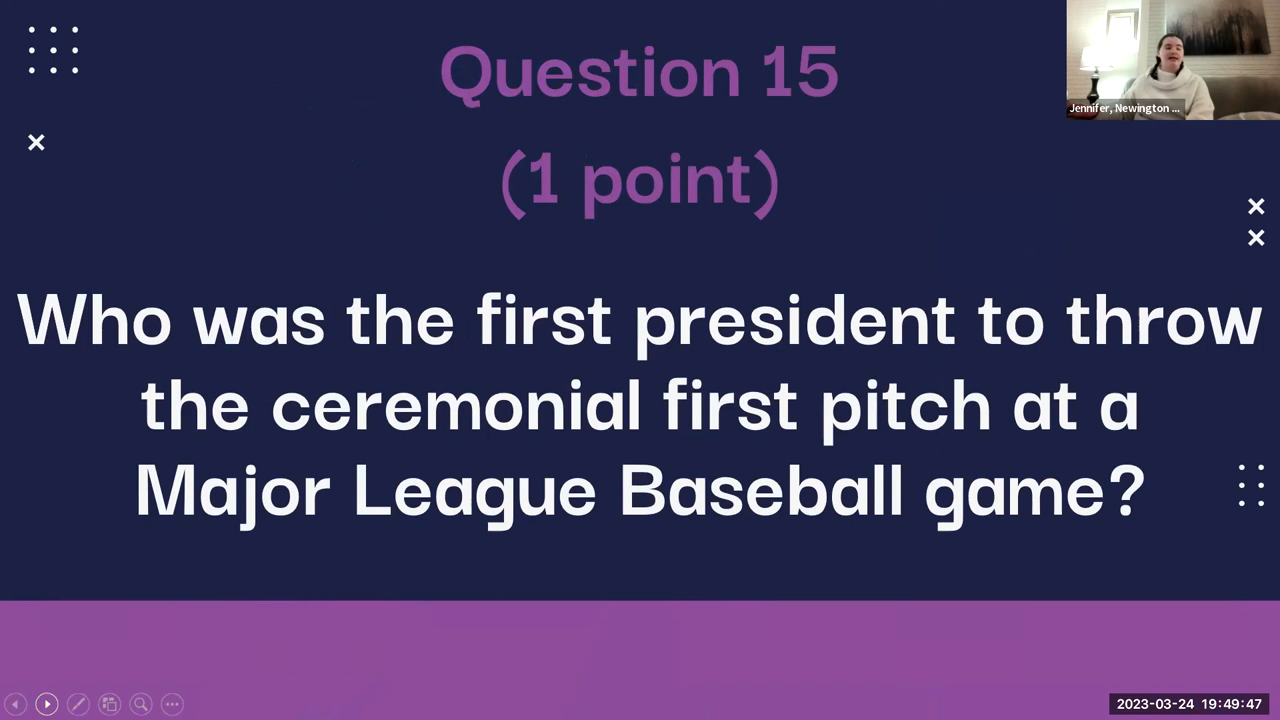 Question 15
(1 point)
Who was the first president to throw
the ceremonial first pitch at a
Major League Baseball game?
Jennifer, Newington ...
2023-03-24 19:49:47